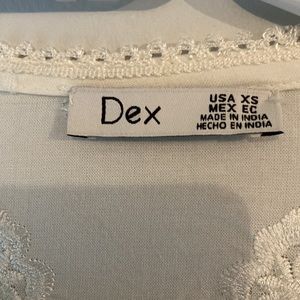 Dex
USA XS
MEX EC
MADE IN INDIA
HECHO EN INDIA